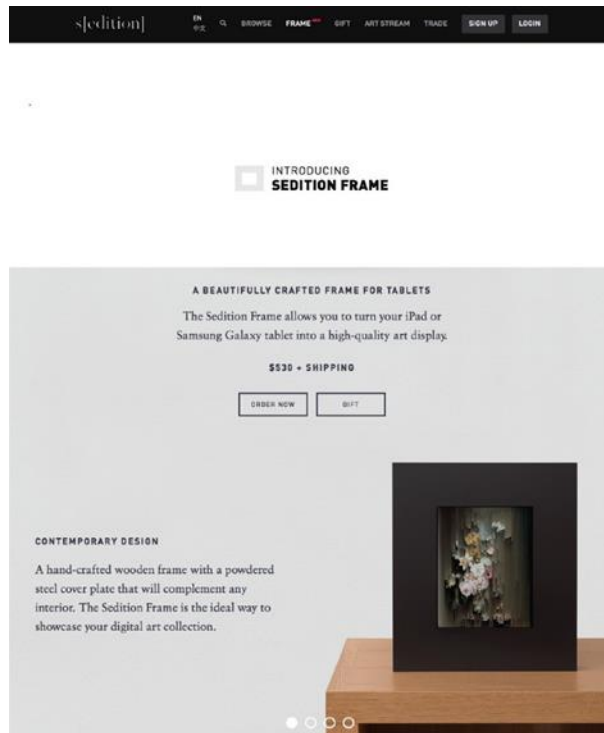 s[edition]
EN
中文
BROWSE FRAME NEW GIFT ART STREAM TRADE SIGN UP LOGIN
INTRODUCING
SEDITION FRAME
A BEAUTIFULLY CRAFTED FRAME FOR TABLETS
The Sedition Frame allows you to turn your iPad or
Samsung Galaxy tablet into a high-quality art display.
$530 + SHIPPING
ORDER NOW GIFT
CONTEMPORARY DESIGN
A hand-crafted wooden frame with a powdered
steel cover plate that will complement any
interior. The Sedition Frame is the ideal way to
showcase your digital art collection.